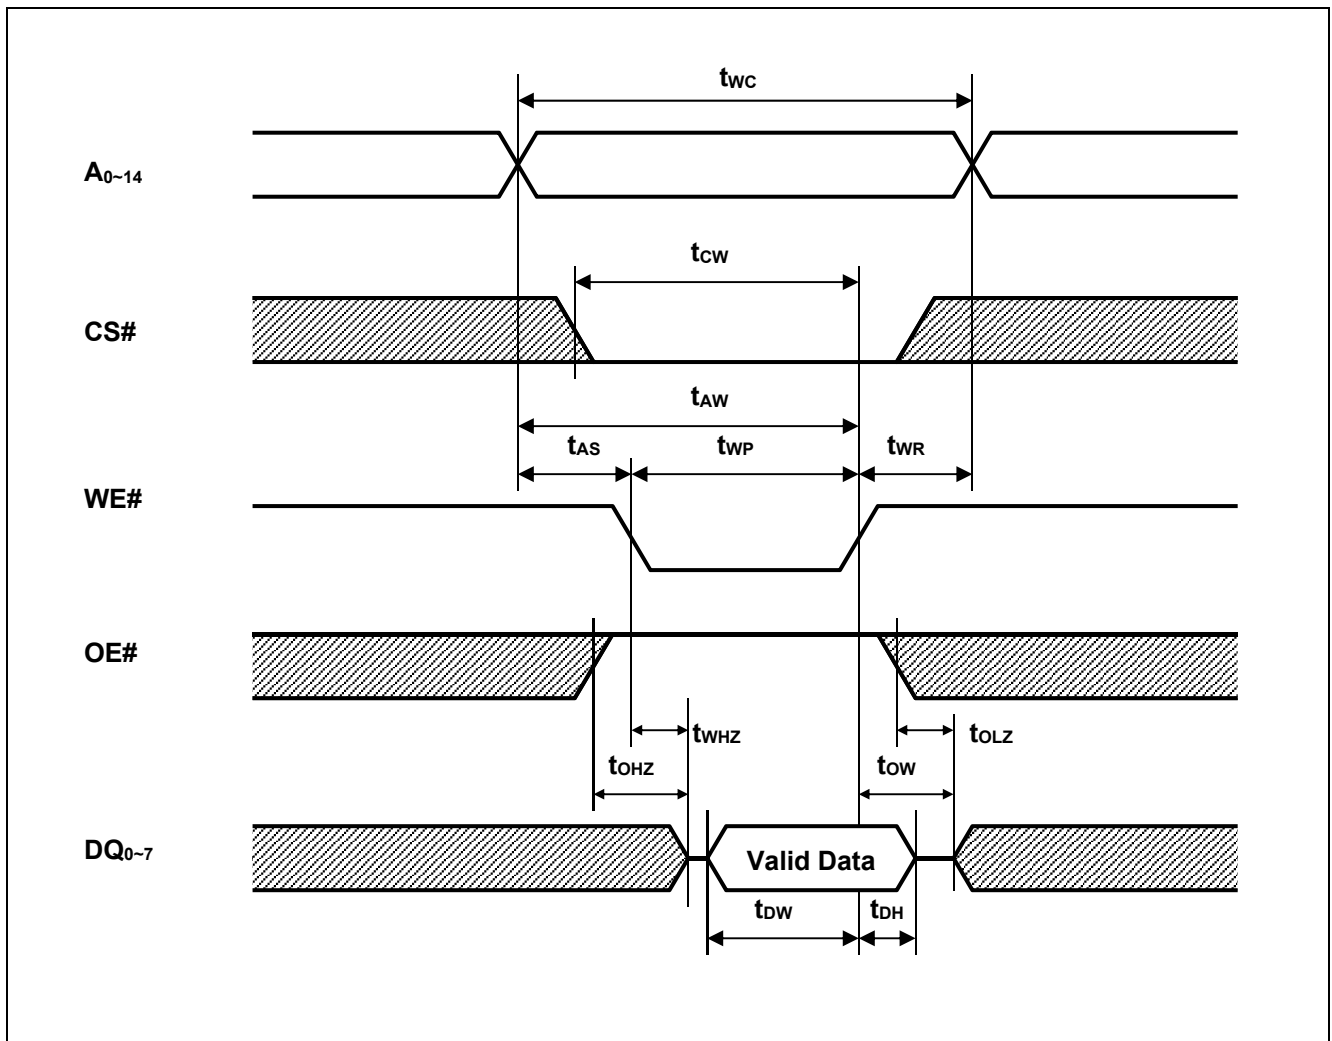 tWC
A0~14
tCW
CS#
tAW
tAS tWP tWR
WE#
OE#
tWHZ tOLZ
tOHZ tOW
DQ0~7 Valid Data
tDW tDH